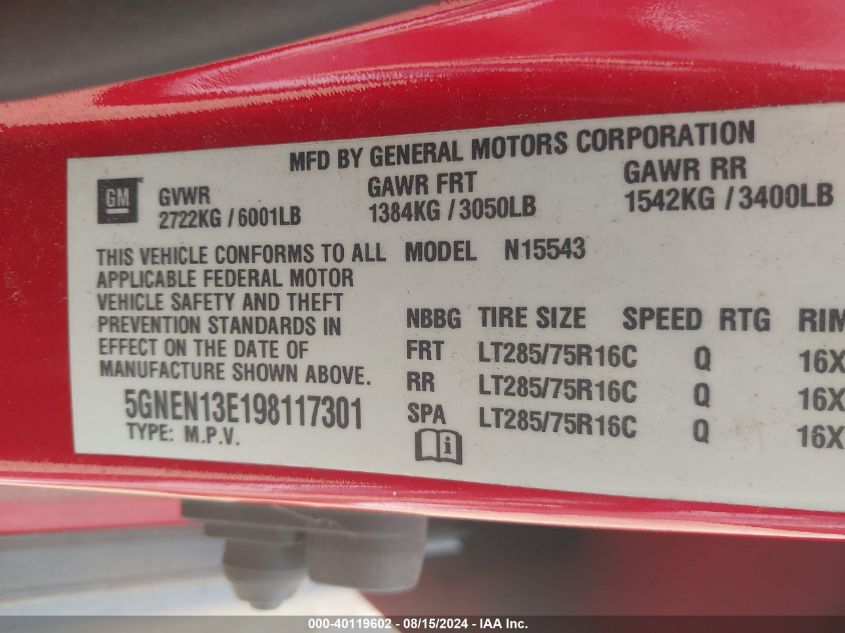 MFD BY GENERAL MOTORS CORPORATION
GM
GVWR GAWR FRT GAWR RR
2722KG / 6001LB 1384KG / 3050LB 1542KG / 3400LB
THIS VEHICLE CONFORMS TO ALL
APPLICABLE FEDERAL MOTOR
VEHICLE SAFETY AND THEFT
PREVENTION STANDARDS IN
EFFECT ON THE DATE OF
MANUFACTURE SHOWN ABOVE.
5GNEN13E198117301
TYPE: M.P.V.
MODEL N15543
NBBG TIRE SIZE SPEED RTG RIM
FRT LT285/75R16C Q 16X
RR LT285/75R16C Q 16X
SPA LT285/75R16C Q 16X
000-40119602 - 08/15/2024 - IAA Inc.